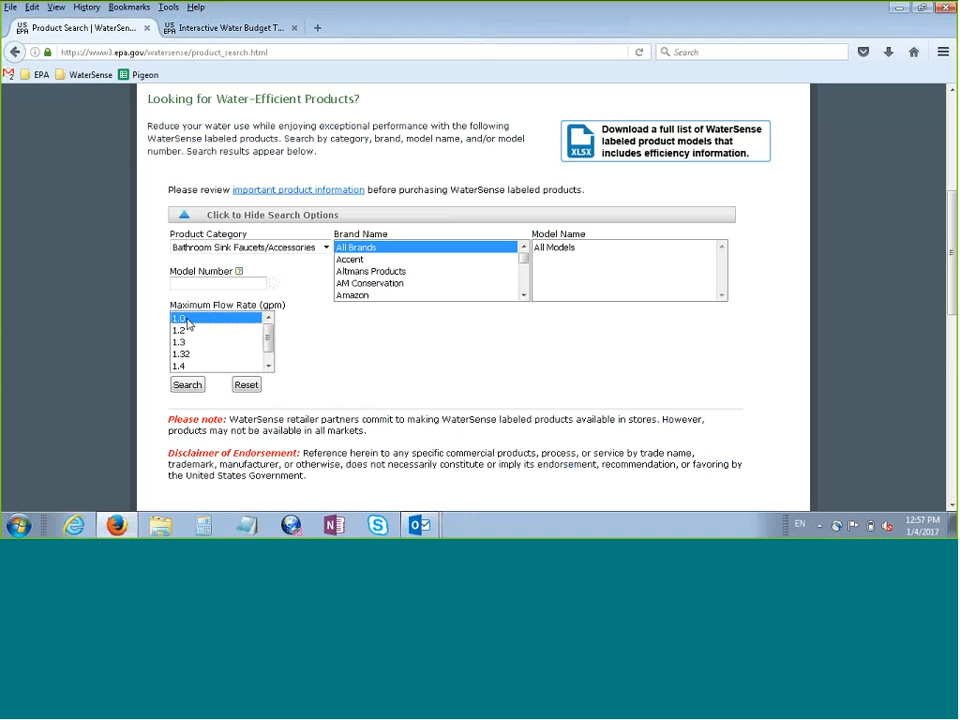 File Edit View History Bookmarks Tools Help
US EPA Product Search | WaterSen... × US EPA Interactive Water Budget T... × +
https://www3.epa.gov/watersense/product_search.html Search
EPA WaterSense Pigeon
Looking for Water-Efficient Products?
Reduce your water use while enjoying exceptional performance with the following
WaterSense labeled products. Search by category, brand, model name, and/or model
number. Search results appear below.
XLSX
Download a full list of WaterSense
labeled product models that
includes efficiency information.
Please review important product information before purchasing WaterSense labeled products.
Click to Hide Search Options
Product Category Brand Name Model Name
Bathroom Sink Faucets/Accessories All Brands All Models
Accent
Altmans Products
AM Conservation
Amazon
Model Number ?
Maximum Flow Rate (gpm)
1.0
1.2
1.3
1.32
1.4
Search Reset
Please note: WaterSense retailer partners commit to making WaterSense labeled products available in stores. However,
products may not be available in all markets.
Disclaimer of Endorsement: Reference herein to any specific commercial products, process, or service by trade name,
trademark, manufacturer, or otherwise, does not necessarily constitute or imply its endorsement, recommendation, or favoring by
the United States Government.
EN 12:57 PM
1/4/2017